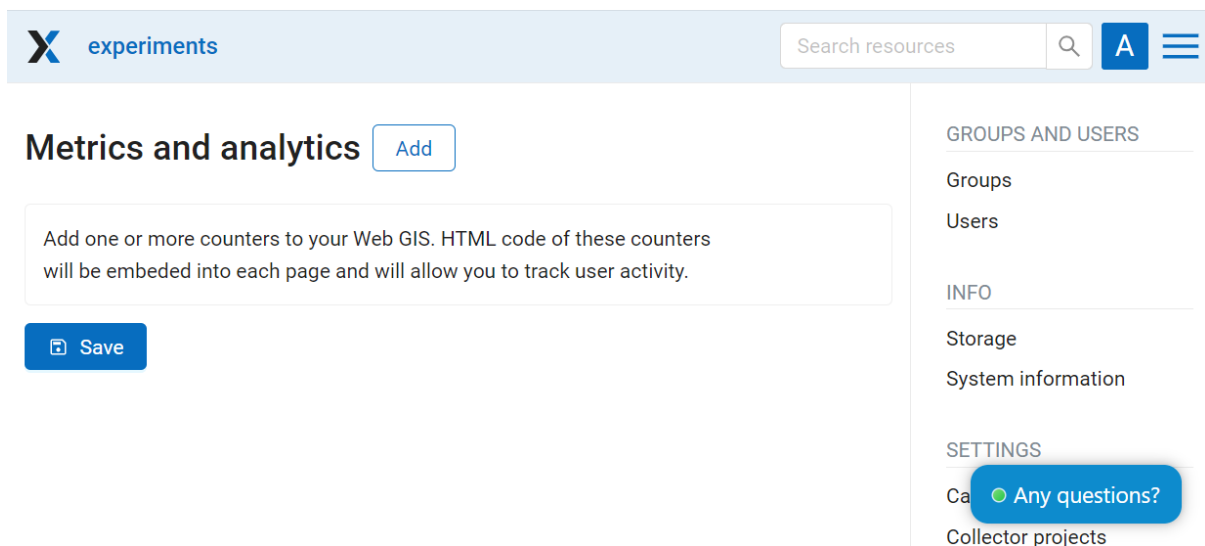 experiments
Search resources
A
Metrics and analytics
Add
Add one or more counters to your Web GIS. HTML code of these counters
will be embeded into each page and will allow you to track user activity.
Save
GROUPS AND USERS
Groups
Users
INFO
Storage
System information
SETTINGS
Ca
Any questions?
Collector projects